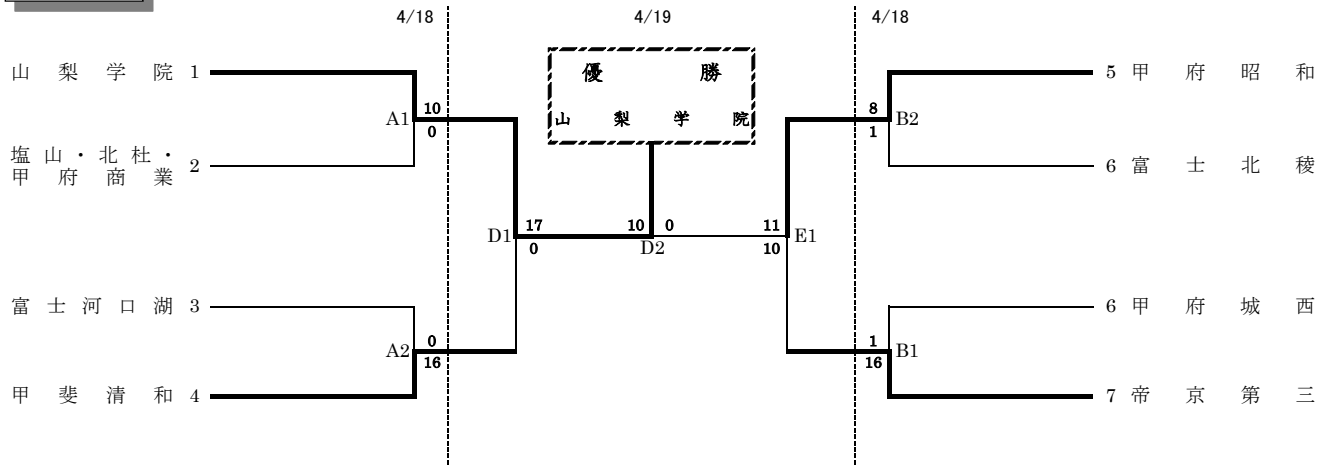 4/18 4/19 4/18
優勝
山梨学院
山梨学院 1
A1 10
0
塩山・北杜・
甲府商業 2
D1 17
0
富士河口湖 3
A2 0
16
甲斐清和 4
10 0
D2
5 甲府昭和
8 B2
1
6 富士北稜
11 E1
10
6 甲府城西
1 B1
16
7 帝京第三